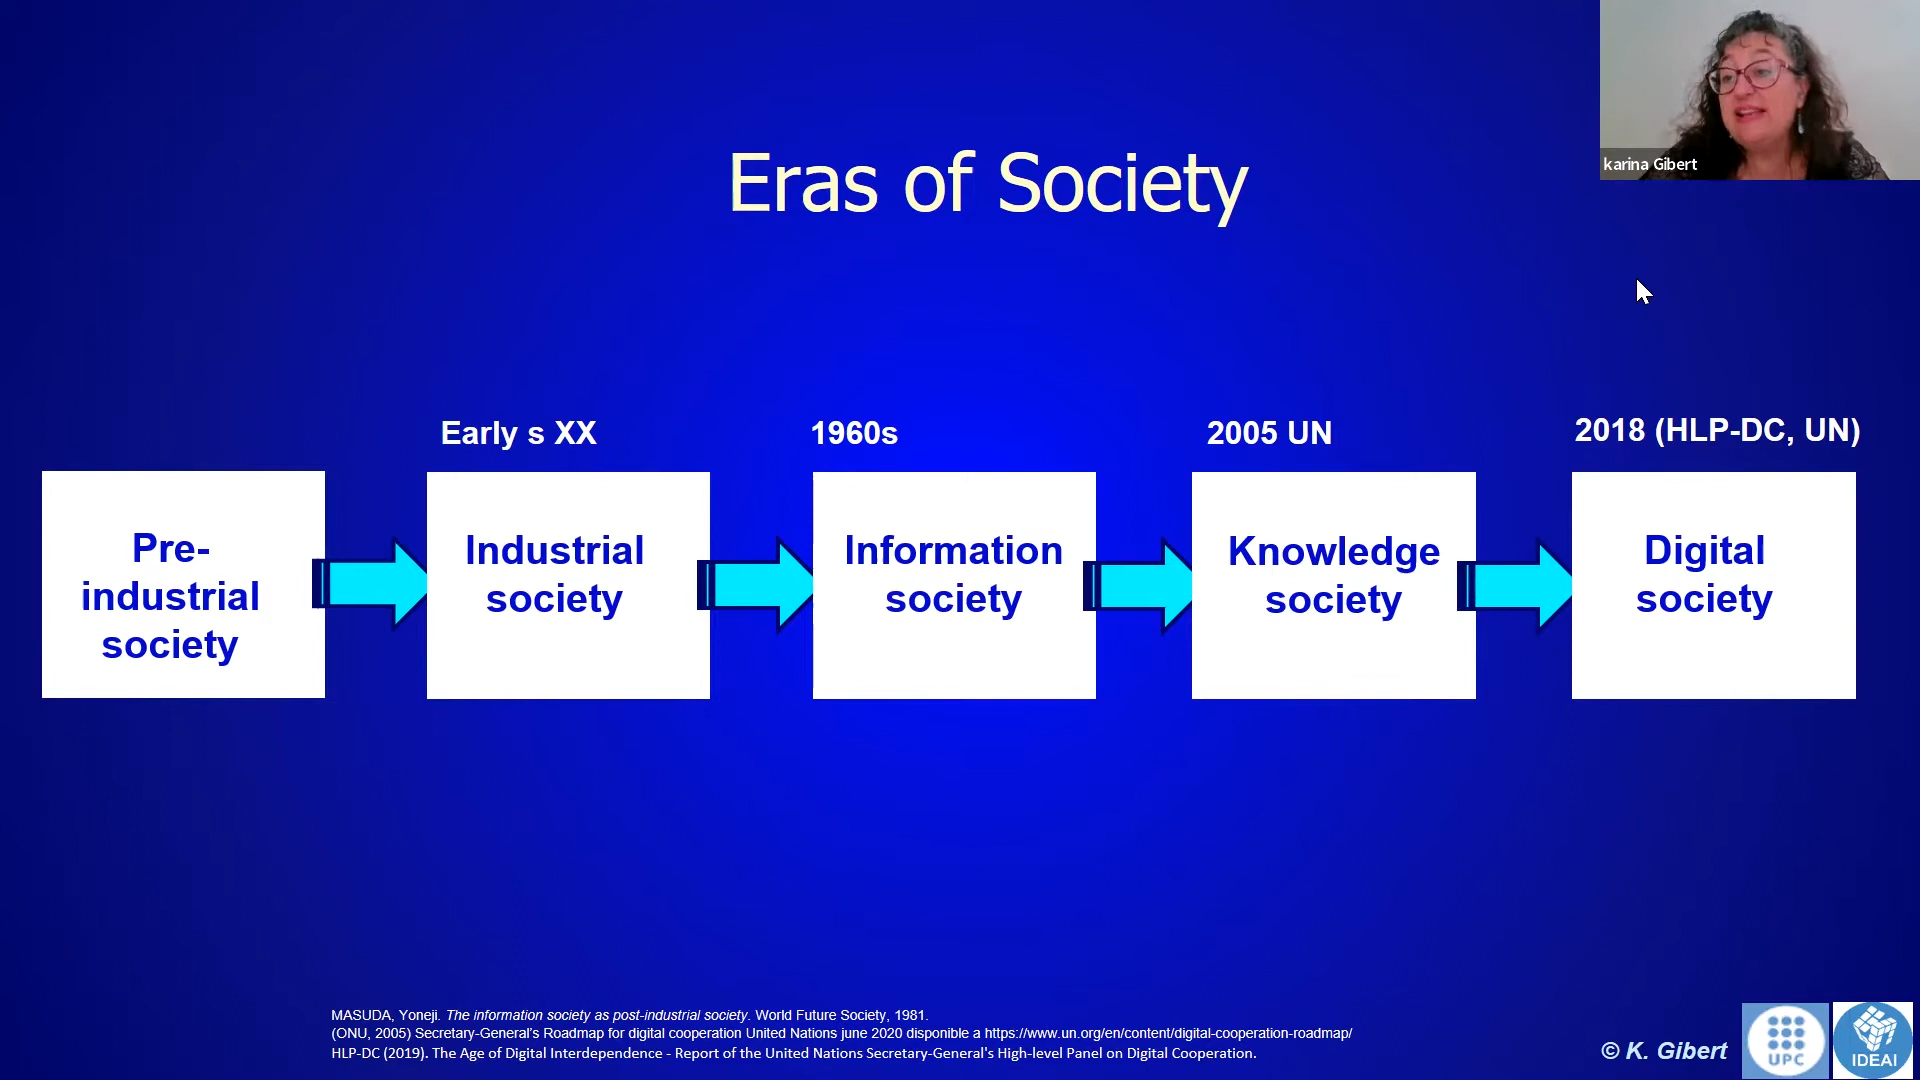 karina Gibert
Eras of Society
Early s XX
1960s
2005 UN
2018 (HLP-DC, UN)
Pre-
industrial
society
Industrial
society
Information
society
Knowledge
society
Digital
society
MASUDA, Yoneji. The information society as post-industrial society. World Future Society, 1981.
(ONU, 2005) Secretary-General's Roadmap for digital cooperation United Nations june 2020 disponible a https://www.un.org/en/content/digital-cooperation-roadmap/
HLP-DC (2019). The Age of Digital Interdependence - Report of the United Nations Secretary-General's High-level Panel on Digital Cooperation.
© K. Gibert
UPC
IDEAI